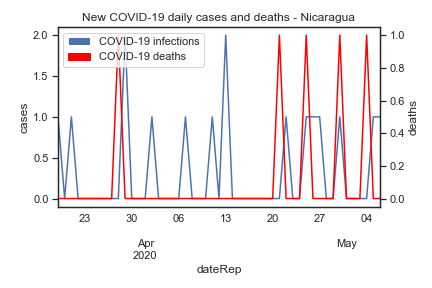 New COVID-19 daily cases and deaths - Nicaragua
COVID-19 infections
COVID-19 deaths
2.0
1.5
1.0
0.5
0.0
cases
1.0
0.8
0.6
0.4
0.2
0.0
deaths
23 30 06 13 20 27 04
Apr May
2020
dateRep